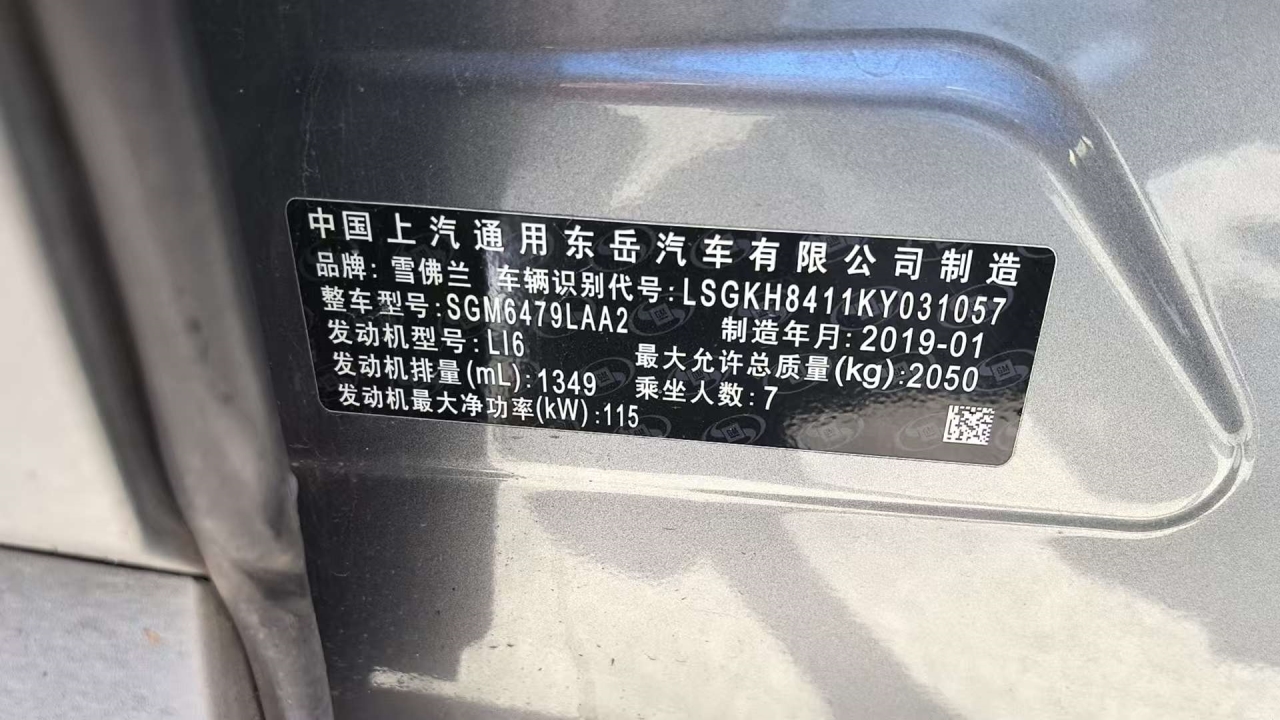 中国上汽通用东岳汽车有限公司制造
品牌：雪佛兰 车辆识别代号：LSGKH8411KY031057
整车型号：SGM6479LAA2 制造年月：2019-01
发动机型号：LI6 最大允许总质量(kg)：2050
发动机排量(mL)：1349 乘坐人数：7
发动机最大净功率(kW)：115